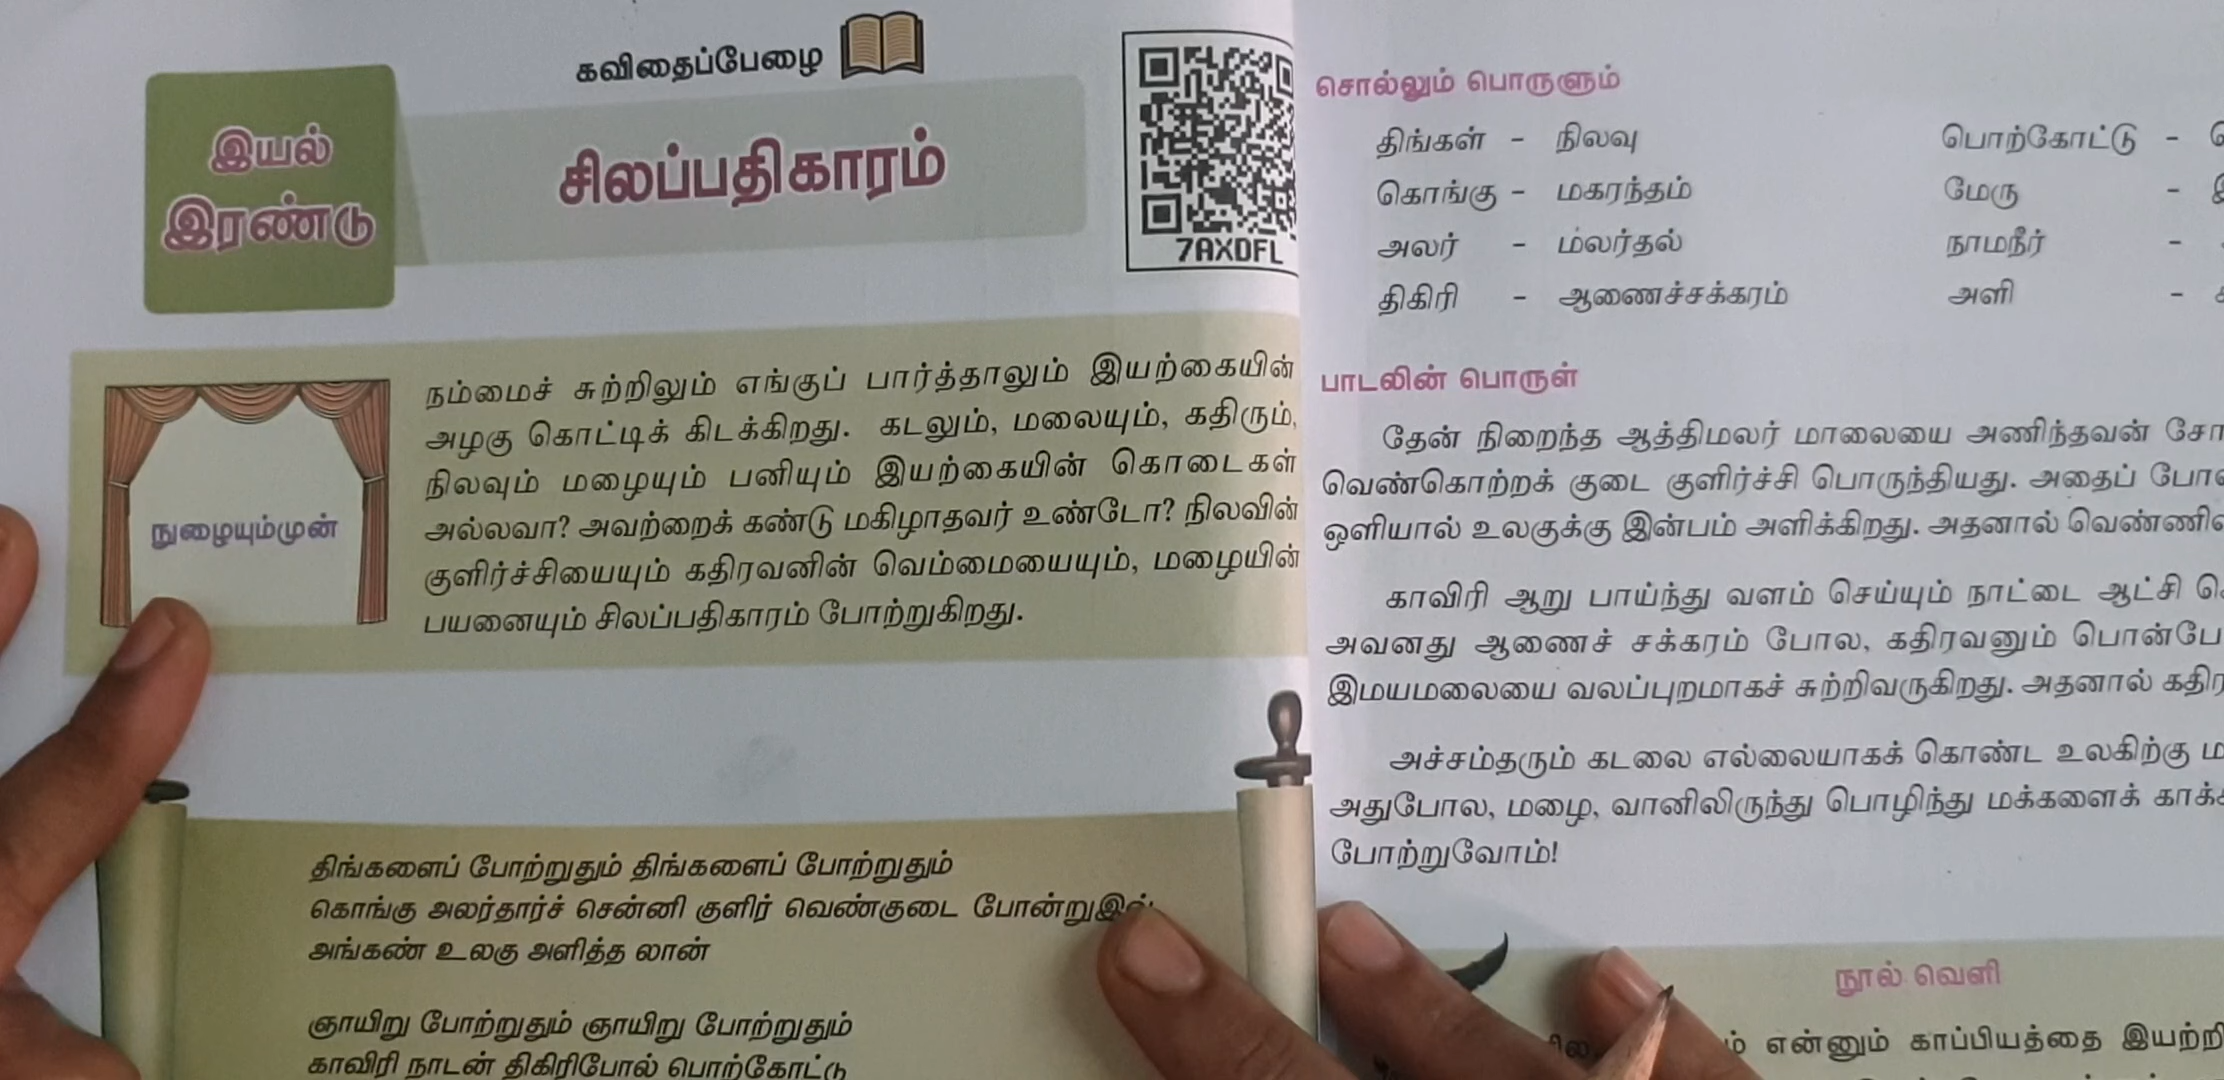 கவிதைப்பேழை
இயல்
இரண்டு
சிலப்பதிகாரம்
7AXDFL
நுழையும்முன்
நம்மைச் சுற்றிலும் எங்குப் பார்த்தாலும் இயற்கையின்
அழகு கொட்டிக் கிடக்கிறது. கடலும், மலையும், கதிரும்,
நிலவும் மழையும் பனியும் இயற்கையின் கொடைகள்
அல்லவா? அவற்றைக் கண்டு மகிழாதவர் உண்டோ? நிலவின்
குளிர்ச்சியையும் கதிரவனின் வெம்மையையும், மழையின்
பயனையும் சிலப்பதிகாரம் போற்றுகிறது.
திங்களைப் போற்றுதும் திங்களைப் போற்றுதும்
கொங்கு அலர்தார்ச் சென்னி குளிர் வெண்குடை போன்றுஇவ்
அங்கண் உலகு அளித்த லான்
ஞாயிறு போற்றுதும் ஞாயிறு போற்றுதும்
காவிரி நாடன் திகிரிபோல் பொற்கோட்டு
சொல்லும் பொருளும்
திங்கள் - நிலவு பொற்கோட்டு -
கொங்கு - மகரந்தம் மேரு -
அலர் - மலர்தல் நாமநீர் -
திகிரி - ஆணைச்சக்கரம் அளி -
பாடலின் பொருள்
தேன் நிறைந்த ஆத்திமலர் மாலையை அணிந்தவன்
வெண்கொற்றக் குடை குளிர்ச்சி பொருந்தியது. அதைப்
ஒளியால் உலகுக்கு இன்பம் அளிக்கிறது. அதனால்
காவிரி ஆறு பாய்ந்து வளம் செய்யும் நாட்டை ஆட்சி
அவனது ஆணைச் சக்கரம் போல, கதிரவனும்
இமயமலையை வலப்புறமாகச் சுற்றிவருகிறது. அதனால்
அச்சம்தரும் கடலை எல்லையாகக் கொண்ட உலகிற்கு
அதுபோல, மழை, வானிலிருந்து பொழிந்து மக்களைக்
போற்றுவோம்!
நூல் வெளி
என்னும் காப்பியத்தை